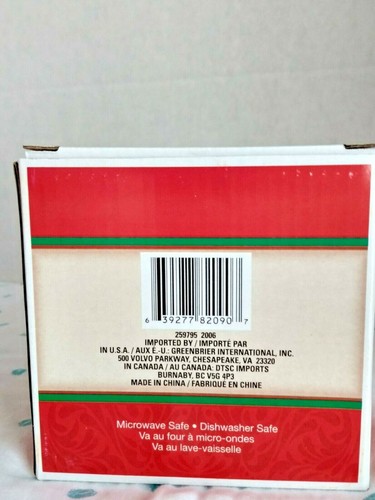 6 39277 82090 7
259795 2006
IMPORTED BY / IMPORTÉ PAR
IN U.S.A. / AUX É.-U.: GREENBRIER INTERNATIONAL, INC.
500 VOLVO PARKWAY, CHESAPEAKE, VA 23320
IN CANADA / AU CANADA: DTSC IMPORTS
BURNABY, BC V5G 4P3
MADE IN CHINA / FABRIQUÉ EN CHINE
Microwave Safe • Dishwasher Safe
Va au four à micro-ondes
Va au lave-vaisselle